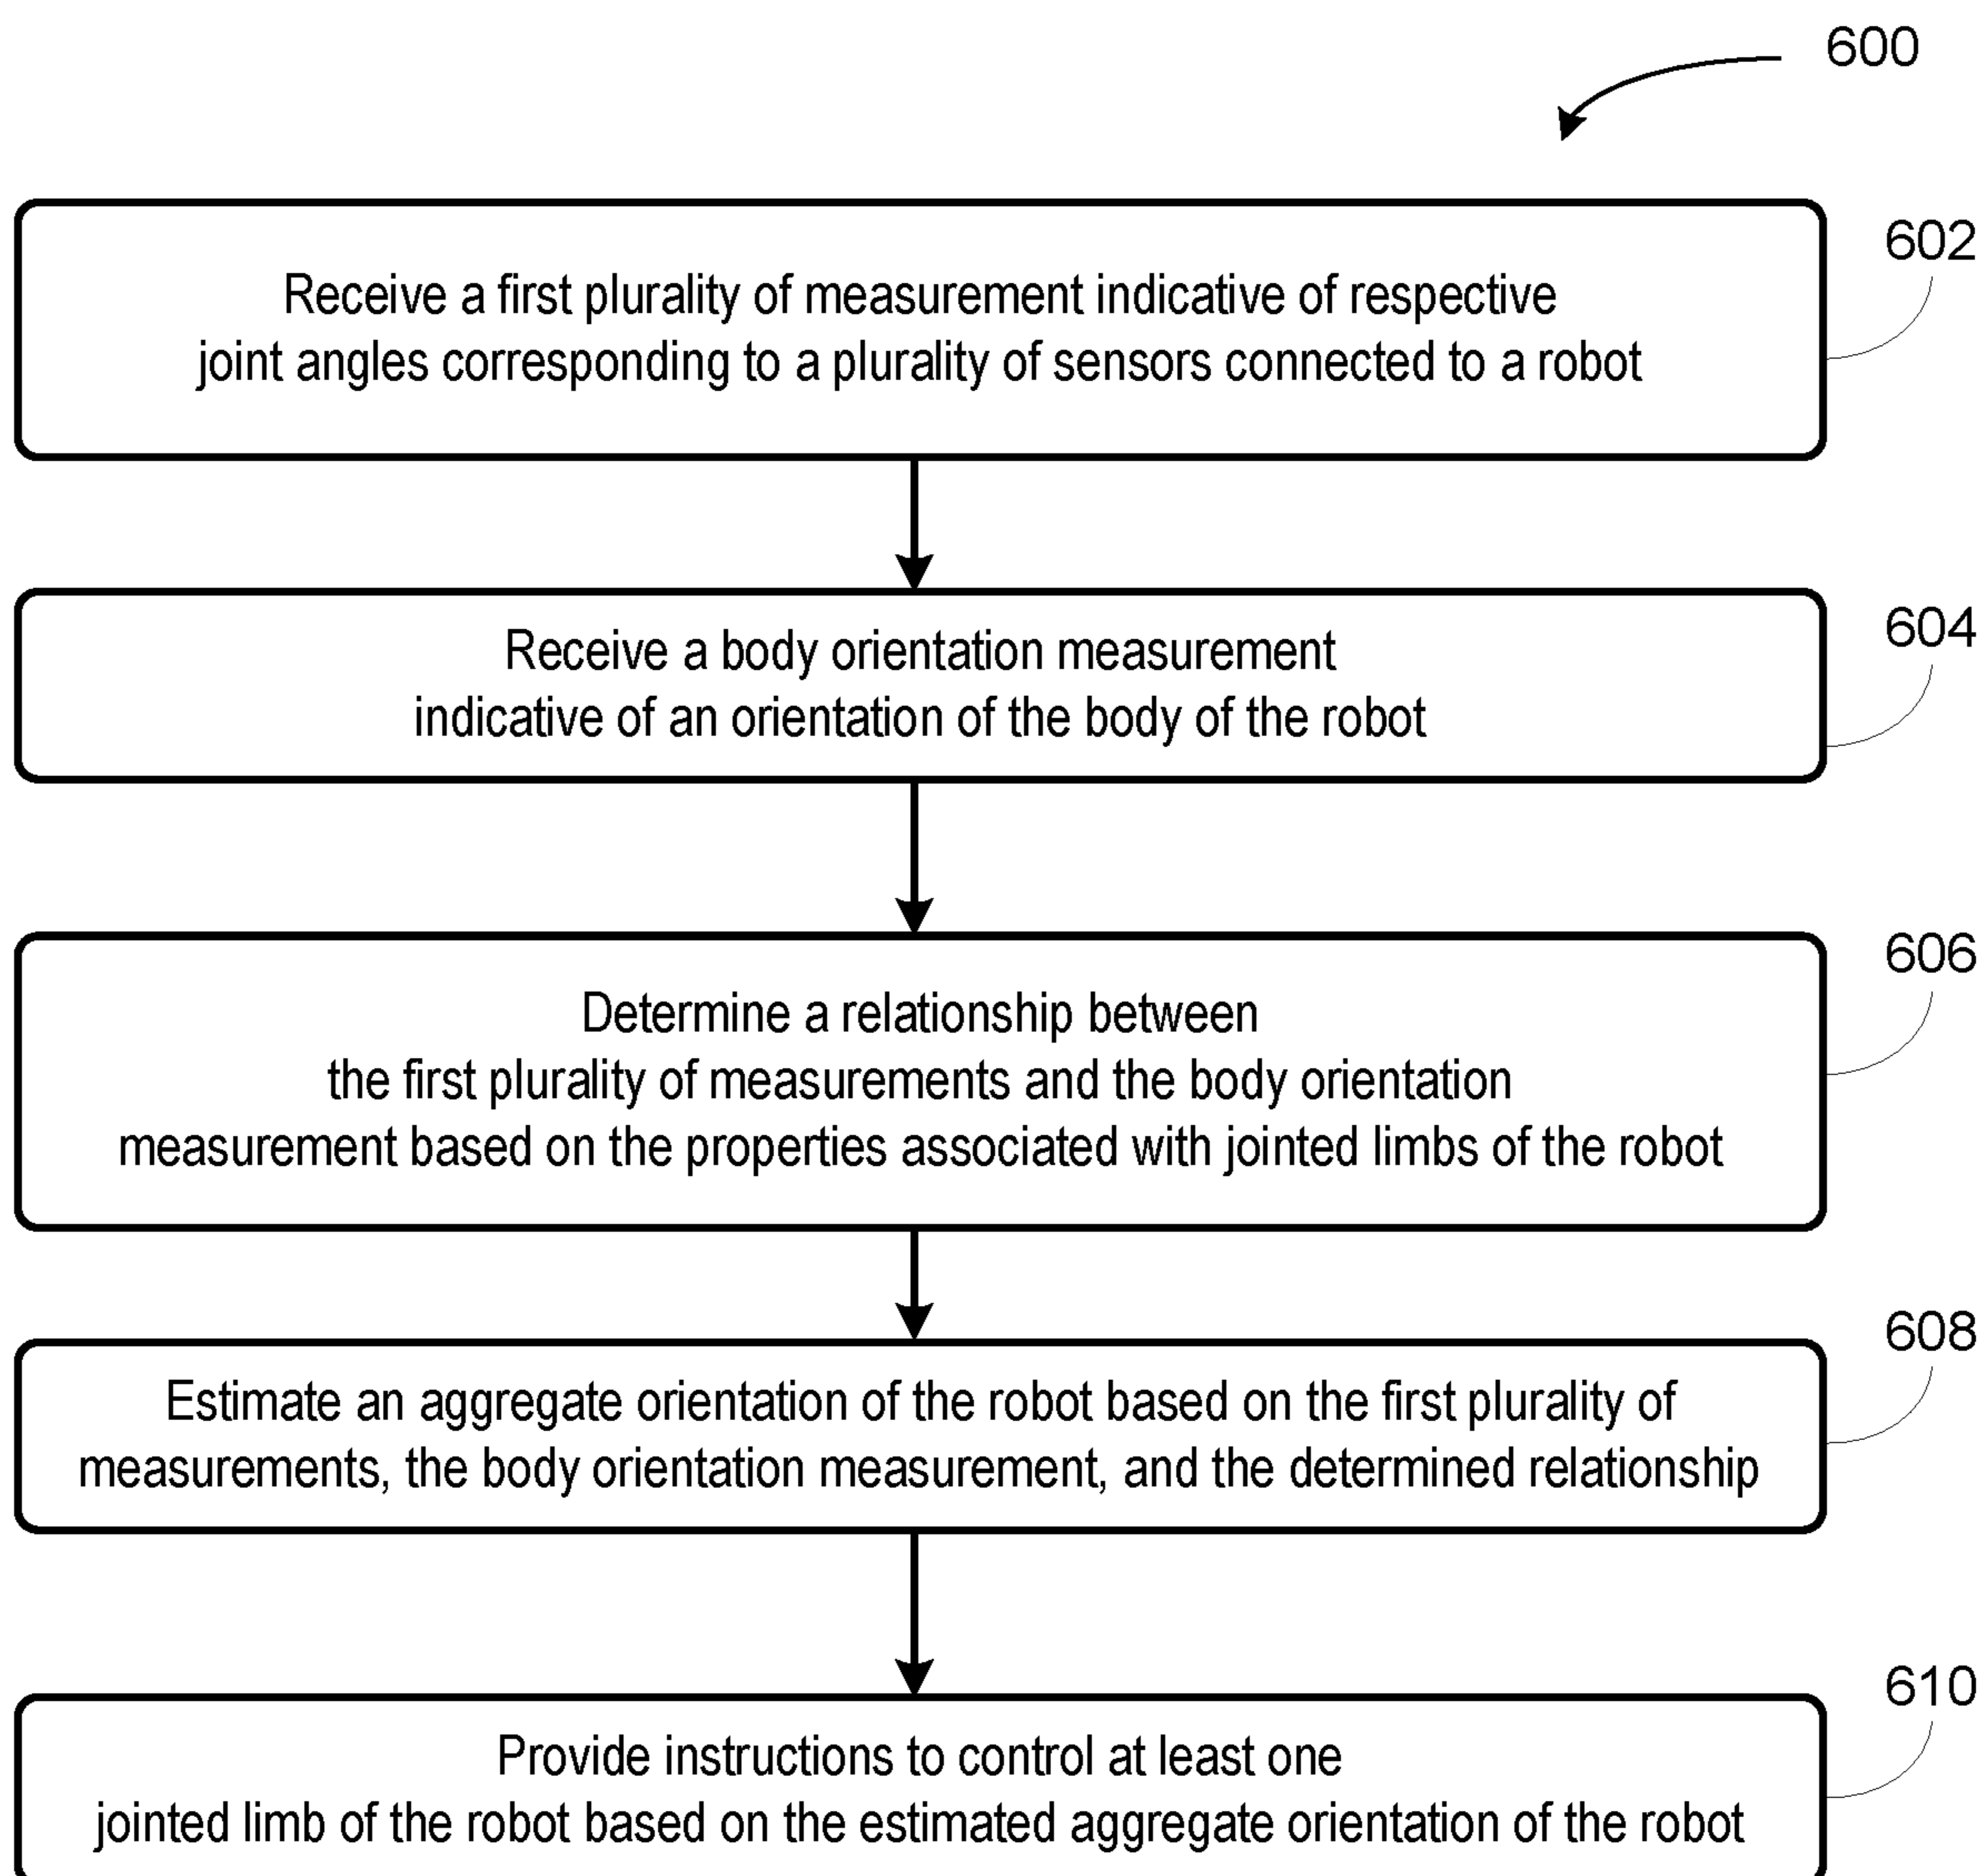 600
602
Receive a first plurality of measurement indicative of respective
joint angles corresponding to a plurality of sensors connected to a robot
604
Receive a body orientation measurement
indicative of an orientation of the body of the robot
606
Determine a relationship between
the first plurality of measurements and the body orientation
measurement based on the properties associated with jointed limbs of the robot
608
Estimate an aggregate orientation of the robot based on the first plurality of
measurements, the body orientation measurement, and the determined relationship
610
Provide instructions to control at least one
jointed limb of the robot based on the estimated aggregate orientation of the robot